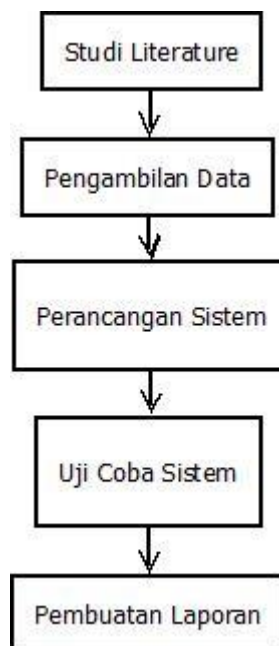 Studi Literature
Pengambilan Data
Perancangan Sistem
Uji Coba Sistem
Pembuatan Laporan